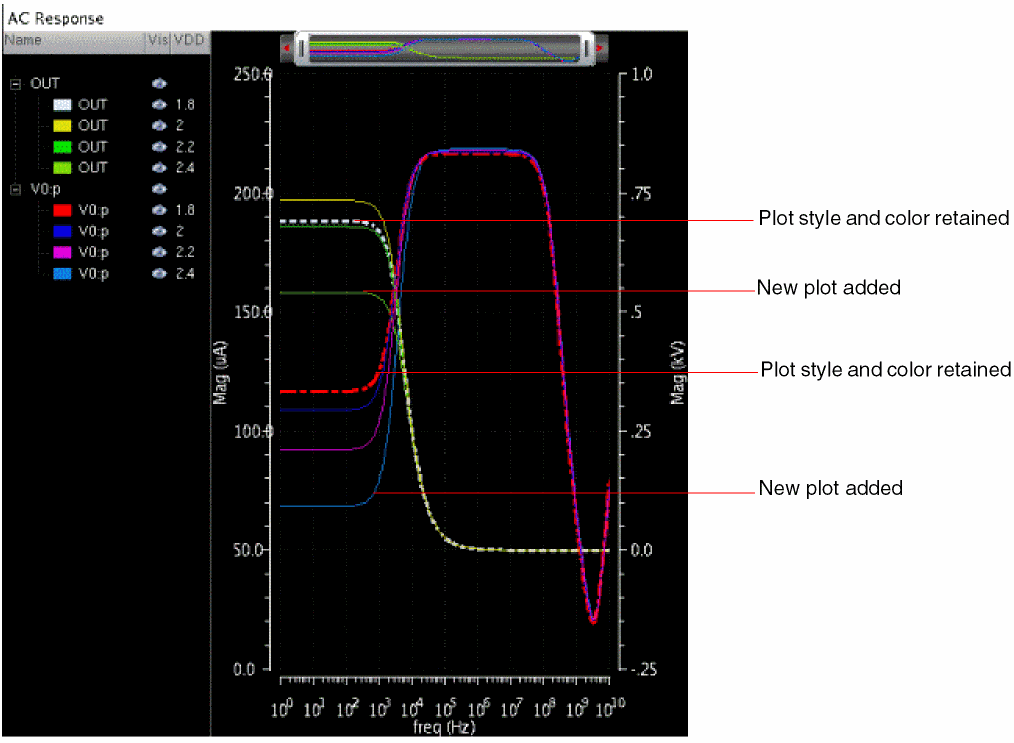 AC Response
Name Vis VDD
OUT
OUT 1.8
OUT 2
OUT 2.2
OUT 2.4
V0:p
V0:p 1.8
V0:p 2
V0:p 2.2
V0:p 2.4
250.0
200.0
150.0
100.0
50.0
0.0
Mag (uA)
1.0
.75
.5
.25
0.0
-.25
Mag (kV)
10⁰ 10¹ 10² 10³ 10⁴ 10⁵ 10⁶ 10⁷ 10⁸ 10⁹ 10¹⁰
freq (Hz)
Plot style and color retained
New plot added
Plot style and color retained
New plot added